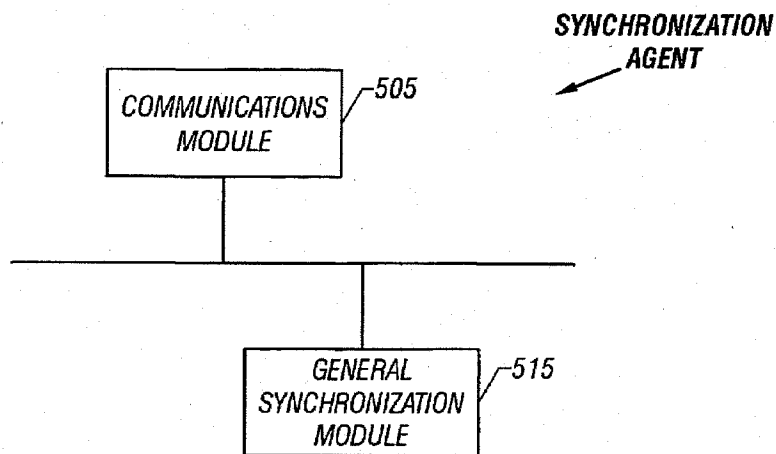 SYNCHRONIZATION
AGENT
COMMUNICATIONS
MODULE
505
GENERAL
SYNCHRONIZATION
MODULE
515